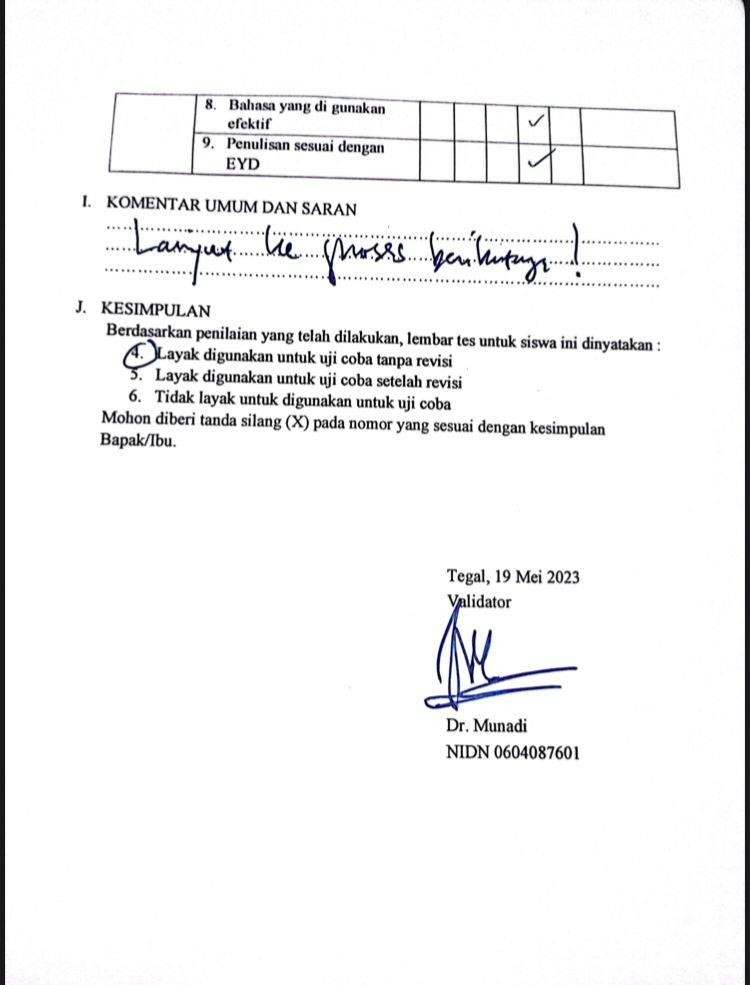 8. Bahasa yang di gunakan
efektif
9. Penulisan sesuai dengan
EYD
I. KOMENTAR UMUM DAN SARAN
Lanjut ke proses berikutnya!
J. KESIMPULAN
Berdasarkan penilaian yang telah dilakukan, lembar tes untuk siswa ini dinyatakan :
4. Layak digunakan untuk uji coba tanpa revisi
5. Layak digunakan untuk uji coba setelah revisi
6. Tidak layak untuk digunakan untuk uji coba
Mohon diberi tanda silang (X) pada nomor yang sesuai dengan kesimpulan
Bapak/Ibu.
Tegal, 19 Mei 2023
Validator
Dr. Munadi
NIDN 0604087601